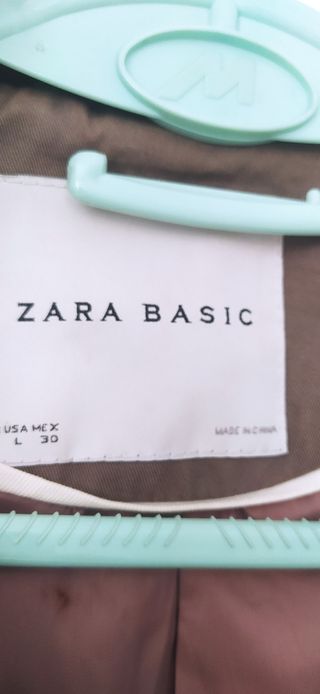 W
ZARA BASIC
USA MEX
L 30
MADE IN CHINA